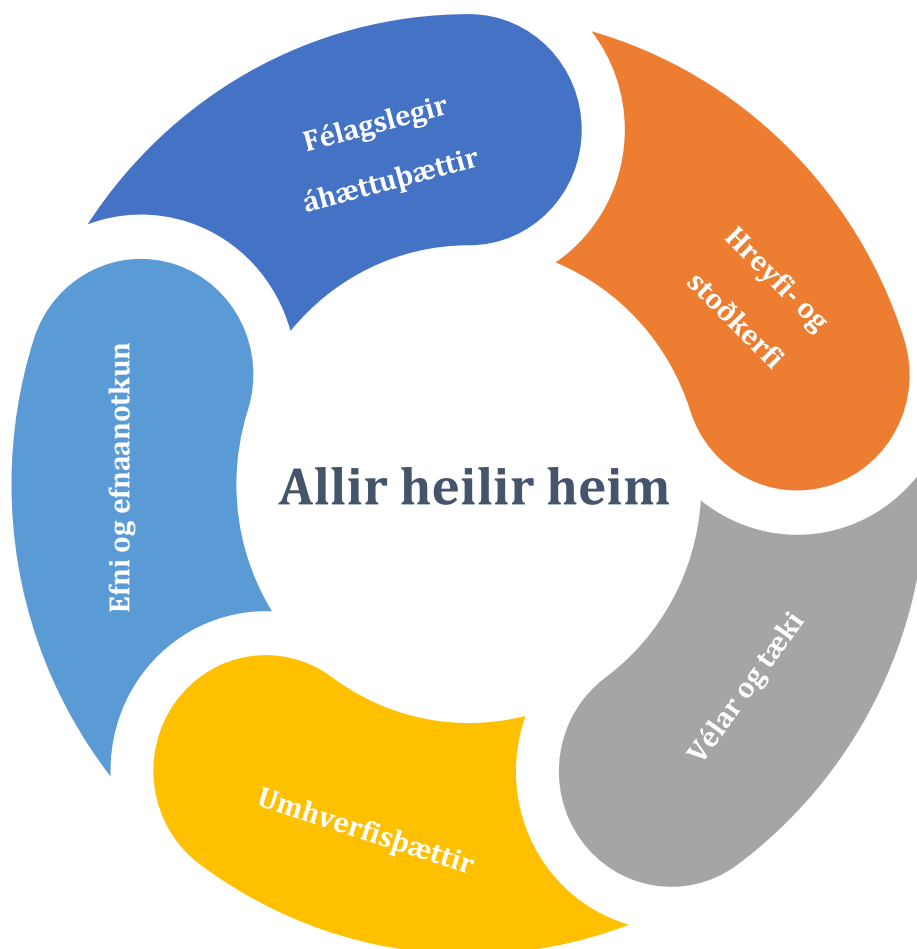 Félagslegir
áhættuþættir
Hreyfi- og
stoðkerfi
Vélar og tæki
Umhverfisþættir
Efni og efnaanotkun
Allir heilir heim